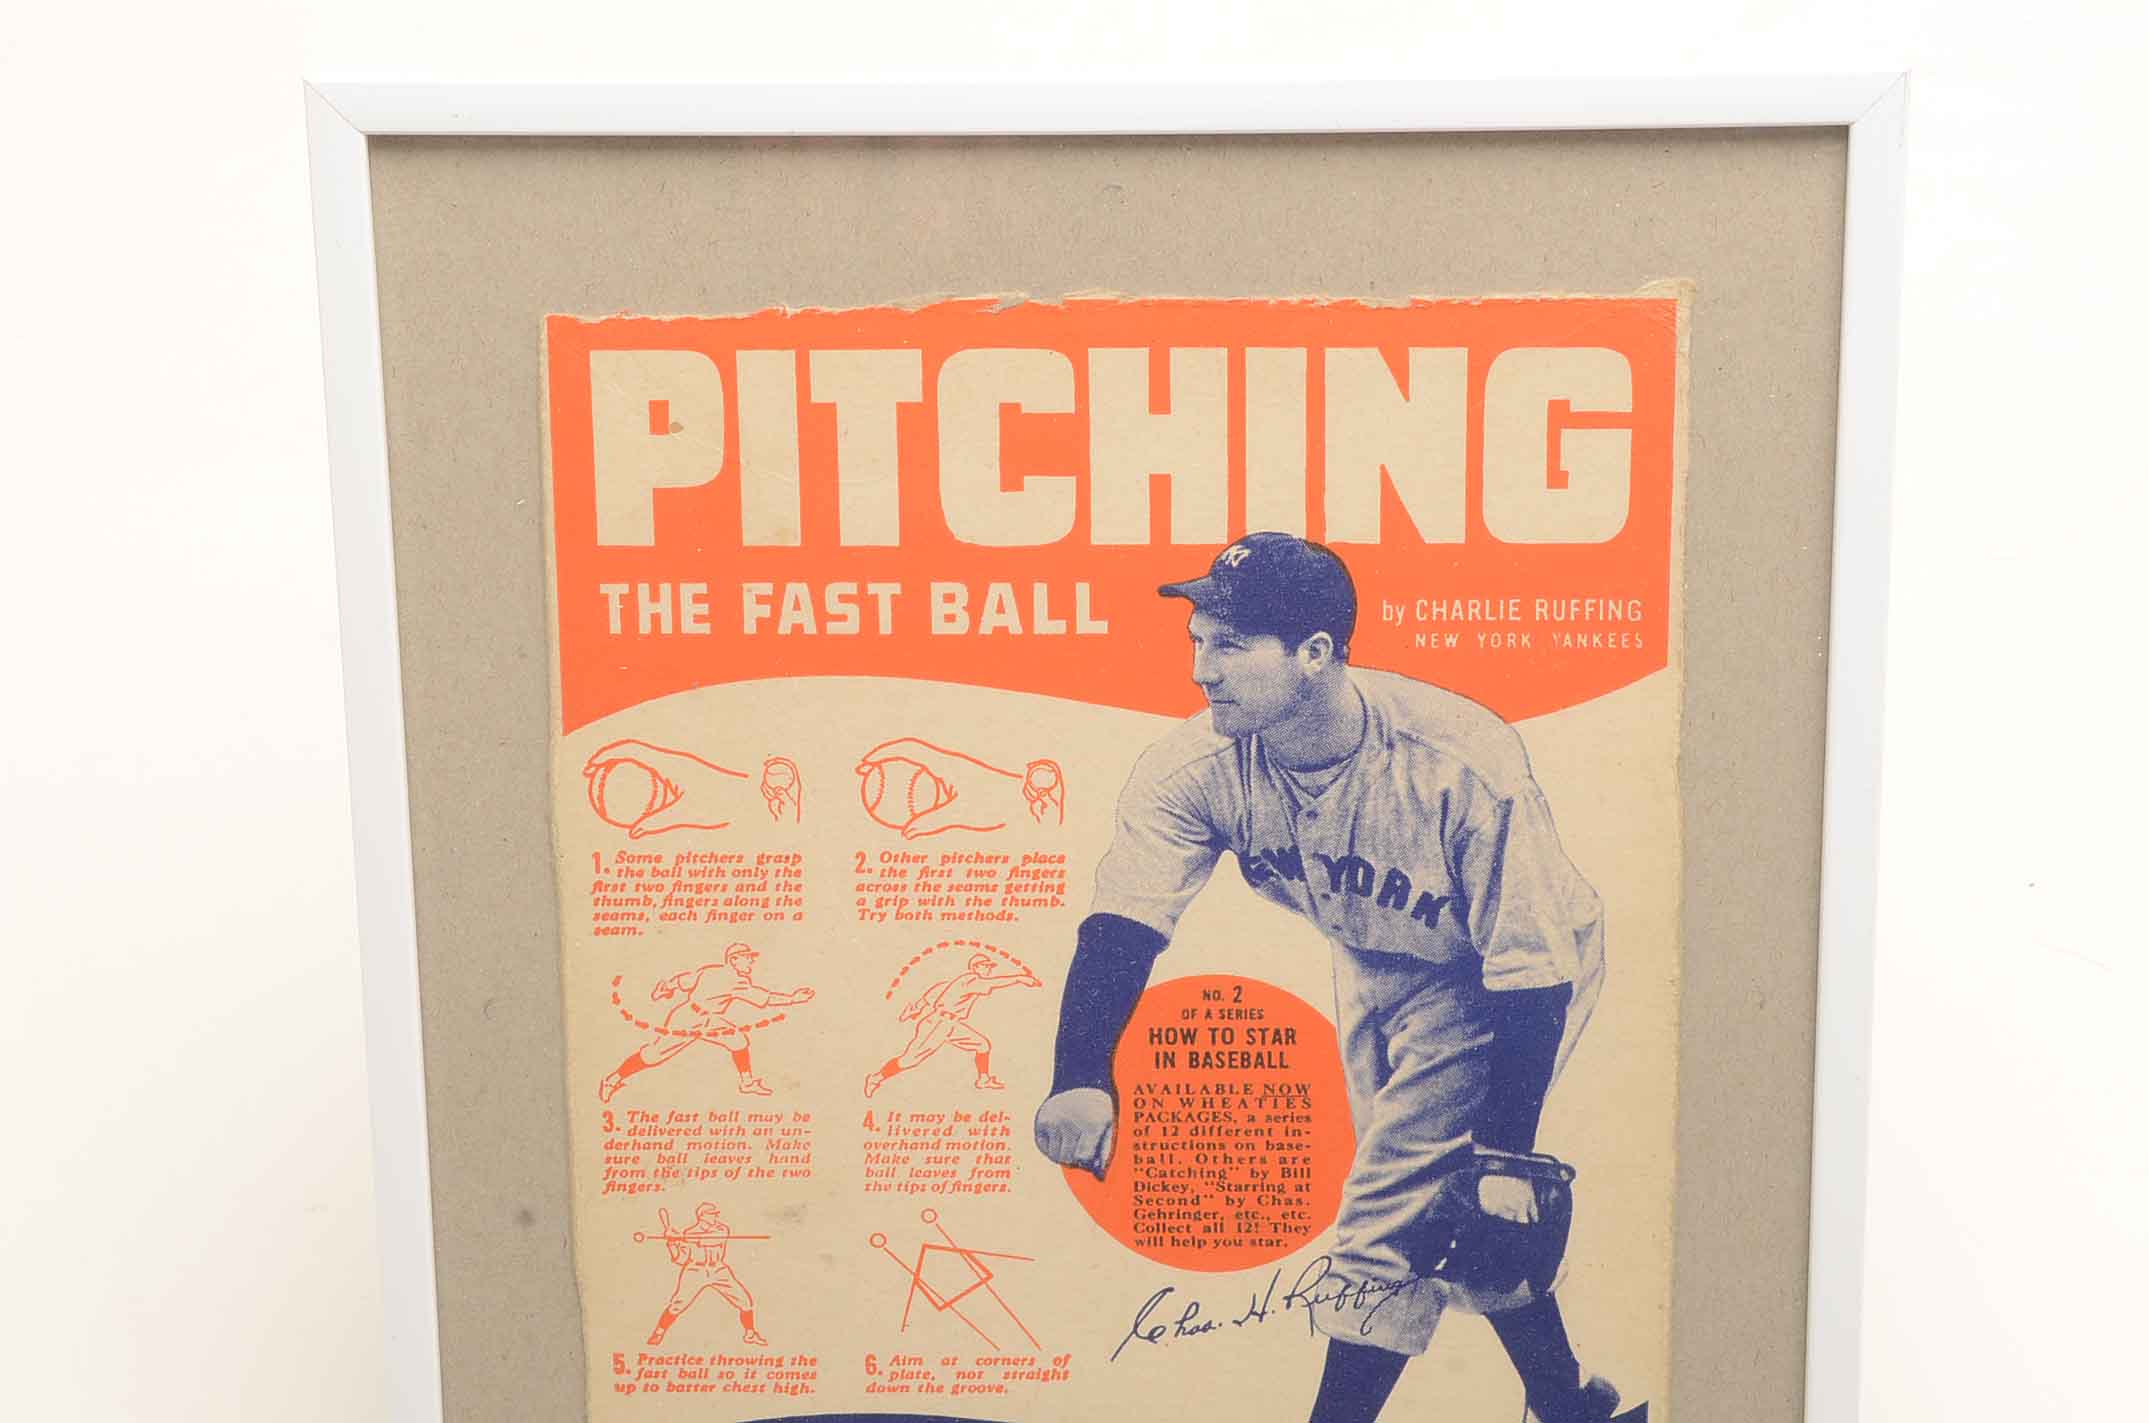 PITCHING
THE FAST BALL
by CHARLIE RUFFING
NEW YORK YANKEES
NY
NEW YORK
1. Some pitchers grasp
the ball with only the
first two fingers and the
thumb, fingers along the
seams, each finger on a
seam.
2. Other pitchers place
the first two fingers
across the seams getting
a grip with the thumb.
Try both methods.
3. The fast ball may be
delivered with an un-
derhand motion. Make
sure ball leaves hand
from the tips of the two
fingers.
4. It may be del-
livered with
overhand motion.
Make sure that
ball leaves from
the tips of fingers.
5. Practice throwing the
fast ball so it comes
up to batter chest high.
6. Aim at corners of
plate, not straight
down the groove.
NO. 2
OF A SERIES
HOW TO STAR
IN BASEBALL
AVAILABLE NOW
ON WHEATIES
PACKAGES, a series
of 12 different in-
structions on base-
ball. Others are
"Catching" by Bill
Dickey, "Starring at
Second" by Chas.
Gehringer, etc., etc.
Collect all 12! They
will help you star.
Chas. H. Ruffing